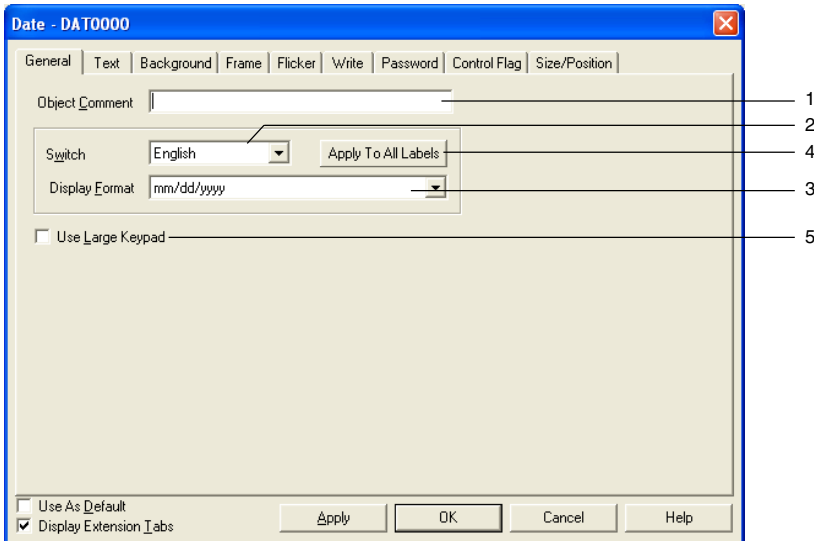 Date - DAT0000
General Text Background Frame Flicker Write Password Control Flag Size/Position
Object Comment 1
2
Switch English Apply To All Labels 4
Display Format mm/dd/yyyy 3
Use Large Keypad 5
Use As Default
Display Extension Tabs
Apply OK Cancel Help